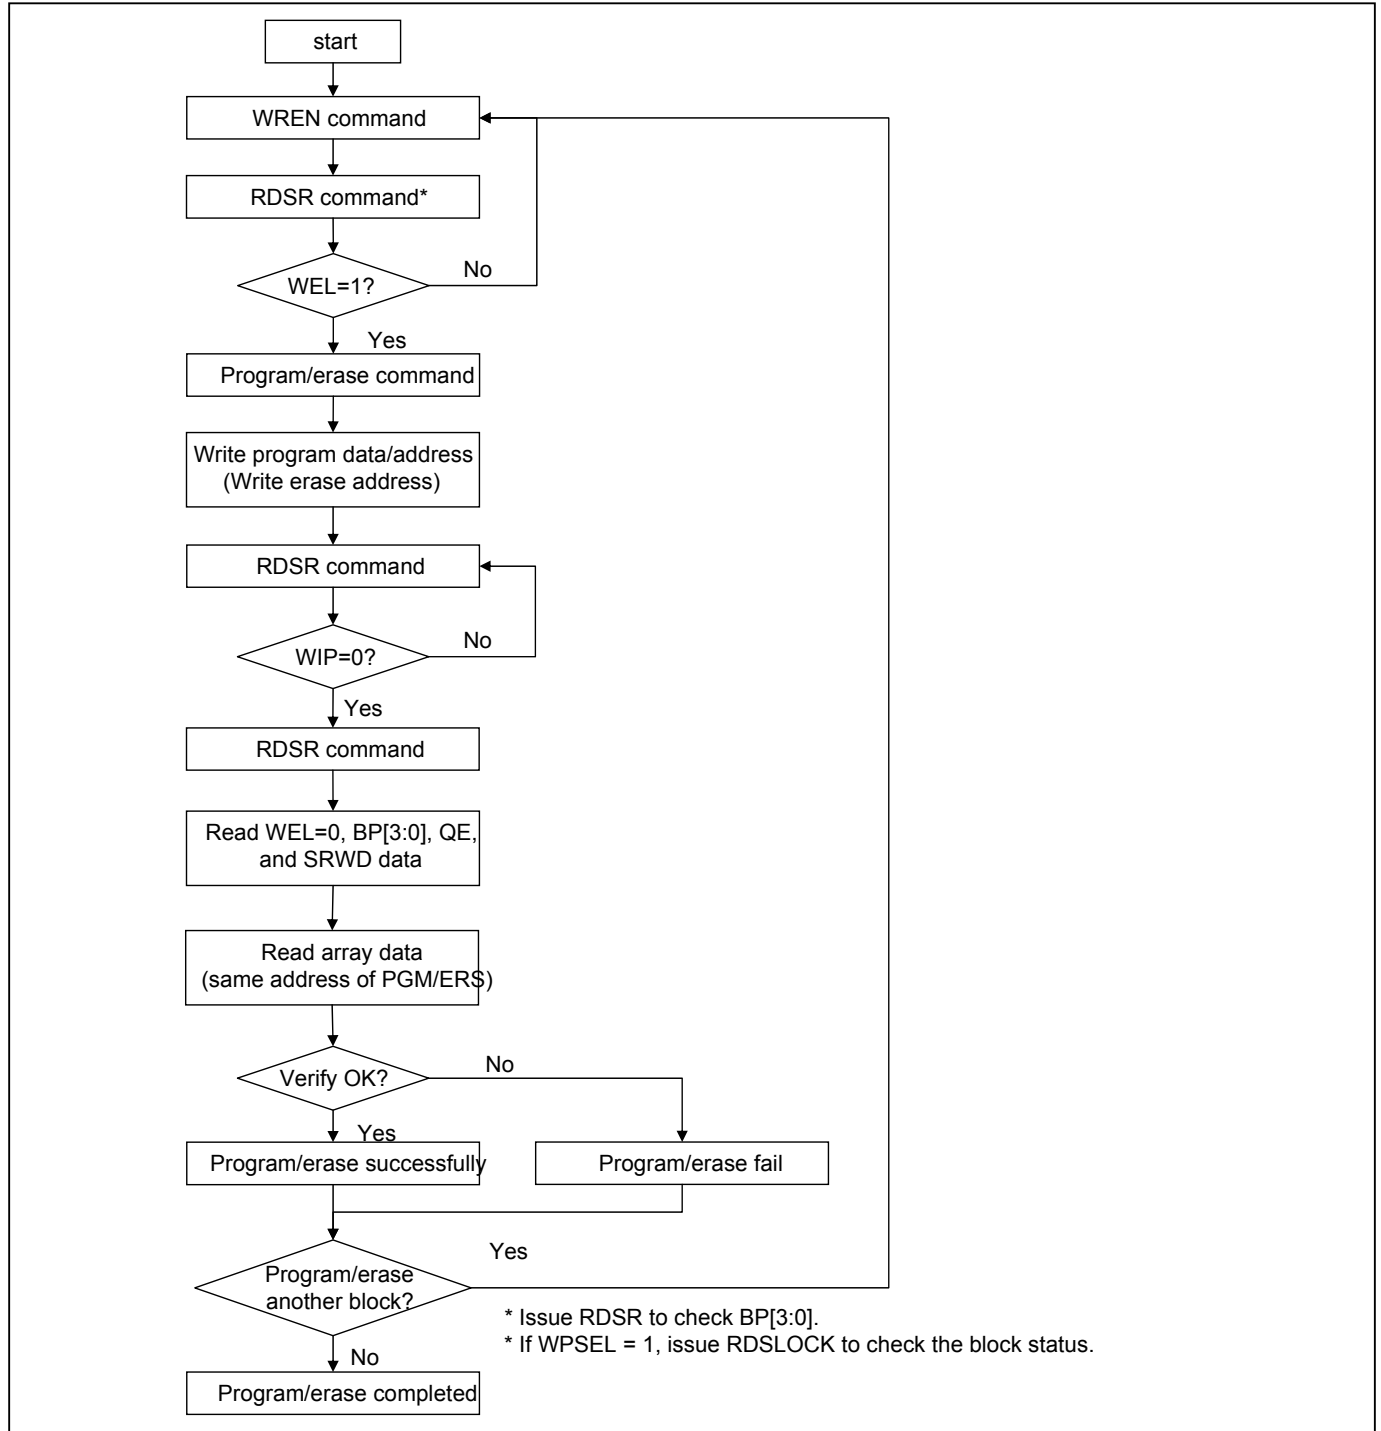 start
WREN command
RDSR command*
WEL=1?
No
Yes
Program/erase command
Write program data/address
(Write erase address)
RDSR command
WIP=0?
No
Yes
RDSR command
Read WEL=0, BP[3:0], QE,
and SRWD data
Read array data
(same address of PGM/ERS)
Verify OK?
No
Yes
Program/erase successfully
Program/erase fail
Yes
Program/erase
another block?
* Issue RDSR to check BP[3:0].
* If WPSEL = 1, issue RDSLOCK to check the block status.
No
Program/erase completed